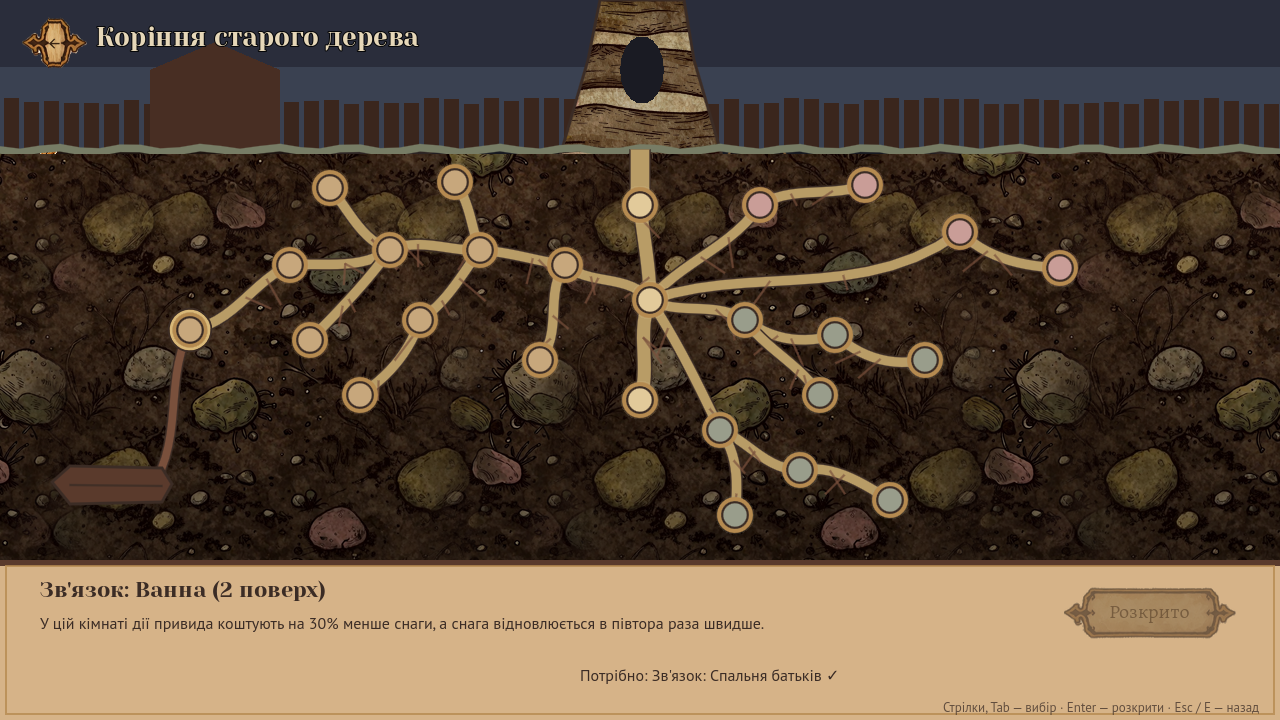 Коріння старого дерева
Зв'язок: Ванна (2 поверх)
У цій кімнаті дії привида коштують на 30% менше снаги, а снага відновлюється в півтора раза швидше.
Розкрито
Потрібно: Зв'язок: Спальня батьків ✓
Стрілки, Tab — вибір · Enter — розкрити · Esc / E — назад